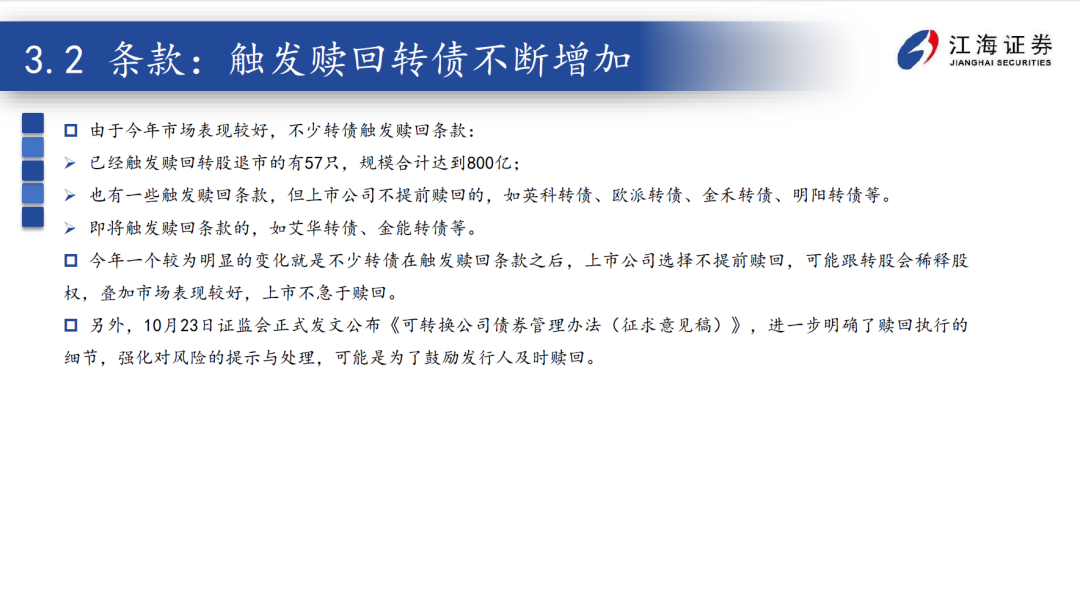 3.2 条款：触发赎回转债不断增加
江海证券
JIANGHAI SECURITIES
由于今年市场表现较好，不少转债触发赎回条款：
已经触发赎回转股退市的有57只，规模合计达到800亿；
也有一些触发赎回条款，但上市公司不提前赎回的，如英科转债、欧派转债、金禾转债、明阳转债等。
即将触发赎回条款的，如艾华转债、金能转债等。
今年一个较为明显的变化就是不少转债在触发赎回条款之后，上市公司选择不提前赎回，可能跟转股会稀释股
权，叠加市场表现较好，上市不急于赎回。
另外，10月23日证监会正式发文公布《可转换公司债券管理办法（征求意见稿）》，进一步明确了赎回执行的
细节，强化对风险的提示与处理，可能是为了鼓励发行人及时赎回。